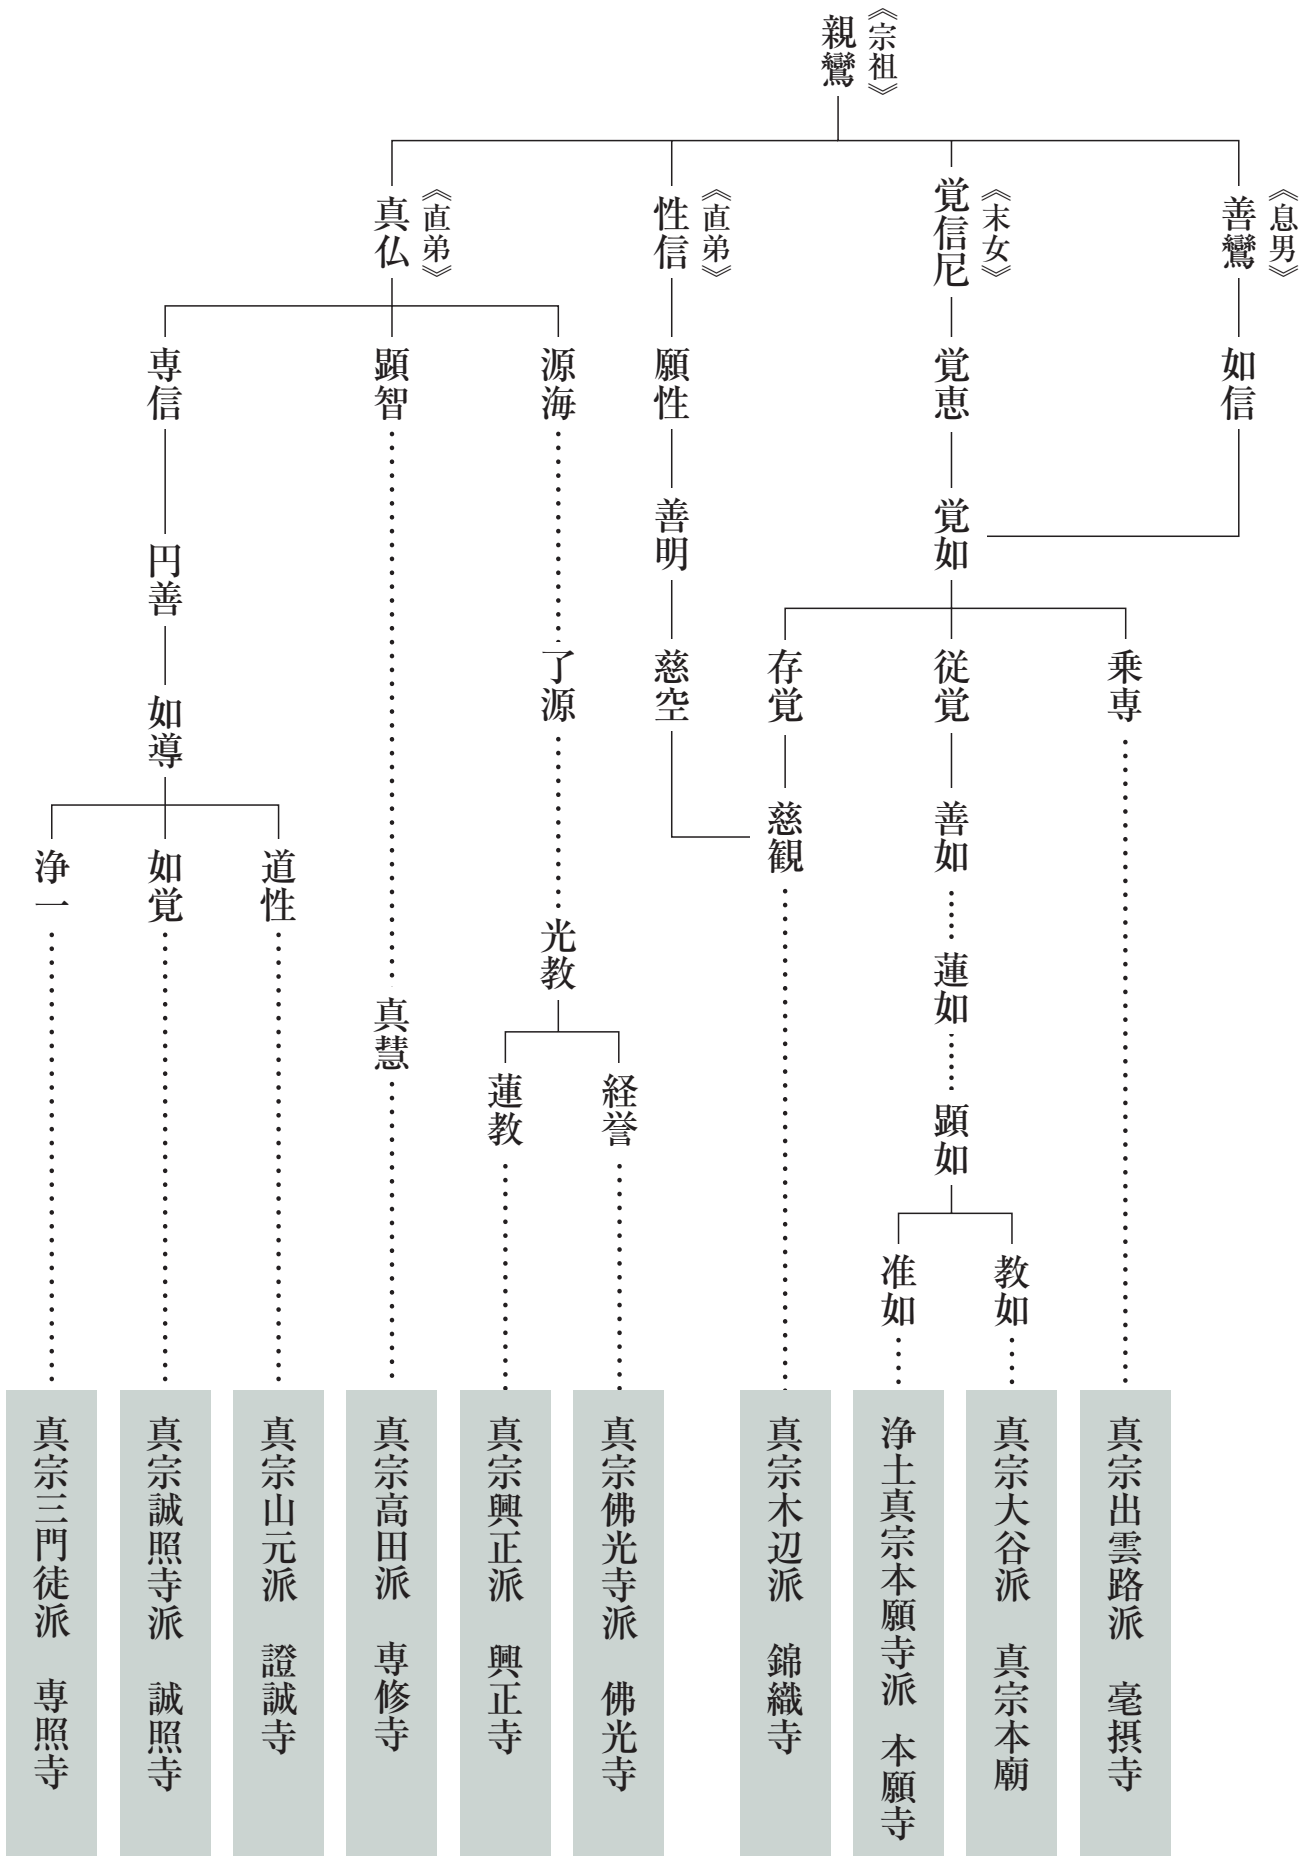 《宗祖》
親鸞
《息男》
善鸞
《末女》
覚信尼
《直弟》
性信
《直弟》
真仏
如信
覚恵
願性
源海
顕智
専信
覚如
善明
円善
乗専
従覚
存覚
慈空
了源
如導
善如
慈観
道性
如覚
浄一
蓮如
光教
真慧
顕如
経誉
蓮教
教如
准如
真宗出雲路派　毫摂寺
真宗大谷派　真宗本廟
浄土真宗本願寺派　本願寺
真宗木辺派　錦織寺
真宗佛光寺派　佛光寺
真宗興正派　興正寺
真宗高田派　専修寺
真宗山元派　證誠寺
真宗誠照寺派　誠照寺
真宗三門徒派　専照寺